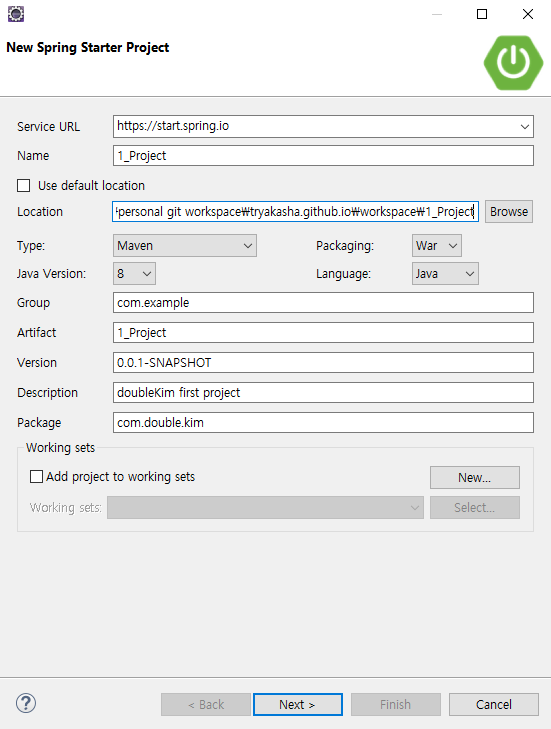 New Spring Starter Project
Service URL https://start.spring.io
Name 1_Project
Use default location
Location personal git workspace₩tryakasha.github.io₩workspace₩1_Project Browse
Type: Maven Packaging: War
Java Version: 8 Language: Java
Group com.example
Artifact 1_Project
Version 0.0.1-SNAPSHOT
Description doubleKim first project
Package com.double.kim
Working sets
Add project to working sets New...
Working sets: Select...
? < Back Next > Finish Cancel